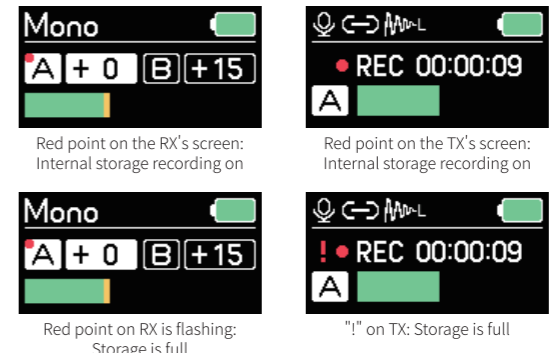 Mono
A + 0 B +15
L
REC 00:00:09
A
Red point on the RX's screen:
Internal storage recording on
Red point on the TX's screen:
Internal storage recording on
Mono
A + 0 B +15
L
! REC 00:00:09
A
Red point on RX is flashing:
Storage is full
"!" on TX: Storage is full